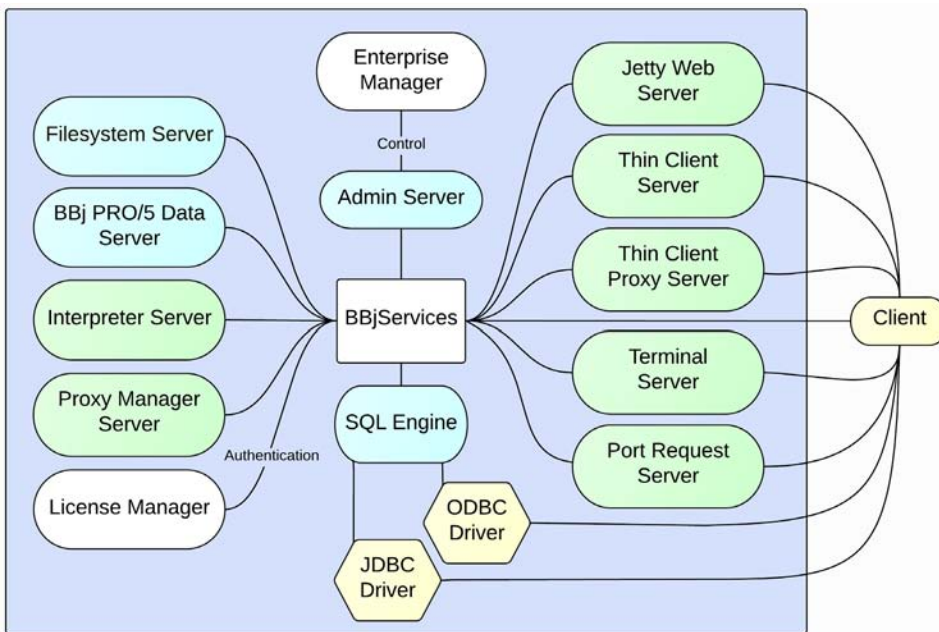 Enterprise
Manager
Control
Admin Server
Filesystem Server
BBj PRO/5 Data
Server
Interpreter Server
Proxy Manager
Server
Authentication
License Manager
BBjServices
SQL Engine
ODBC
Driver
JDBC
Driver
Jetty Web
Server
Thin Client
Server
Thin Client
Proxy Server
Terminal
Server
Port Request
Server
Client